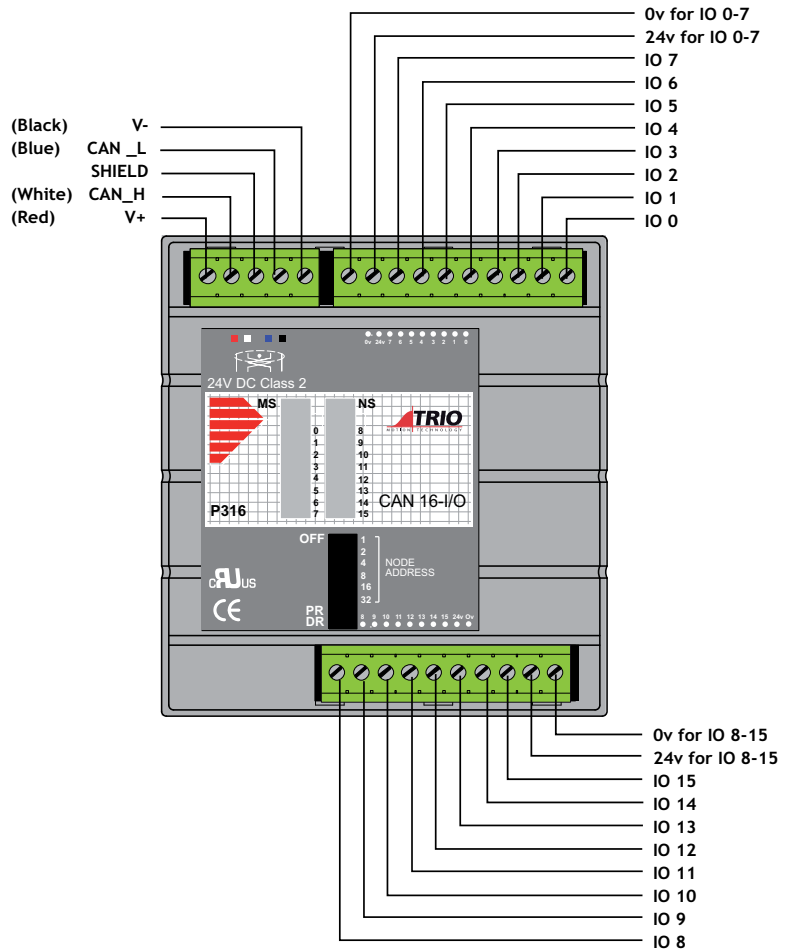 0v for IO 0-7
24v for IO 0-7
IO 7
IO 6
IO 5
IO 4
IO 3
IO 2
IO 1
IO 0
(Black) V-
(Blue) CAN _L
SHIELD
(White) CAN_H
(Red) V+
0v 24v 7 6 5 4 3 2 1 0
24V DC Class 2
MS NS
TRIO
MOTION TECHNOLOGY
0 8
1 9
2 10
3 11
4 12
5 13
6 14
7 15
P316
CAN 16-I/O
OFF
1
2
4
8
16
32
NODE
ADDRESS
C RU US
CE
PR
DR
8 9 10 11 12 13 14 15 24v 0v
0v for IO 8-15
24v for IO 8-15
IO 15
IO 14
IO 13
IO 12
IO 11
IO 10
IO 9
IO 8